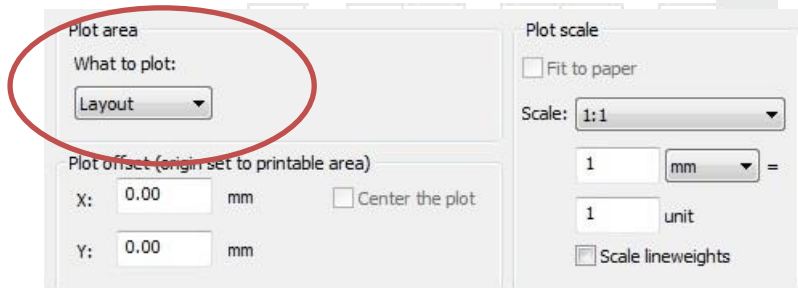 Plot area
What to plot:
Layout
Plot offset (origin set to printable area)
X: 0.00 mm
Center the plot
Y: 0.00 mm
Plot scale
Fit to paper
Scale: 1:1
1 mm =
1 unit
Scale lineweights